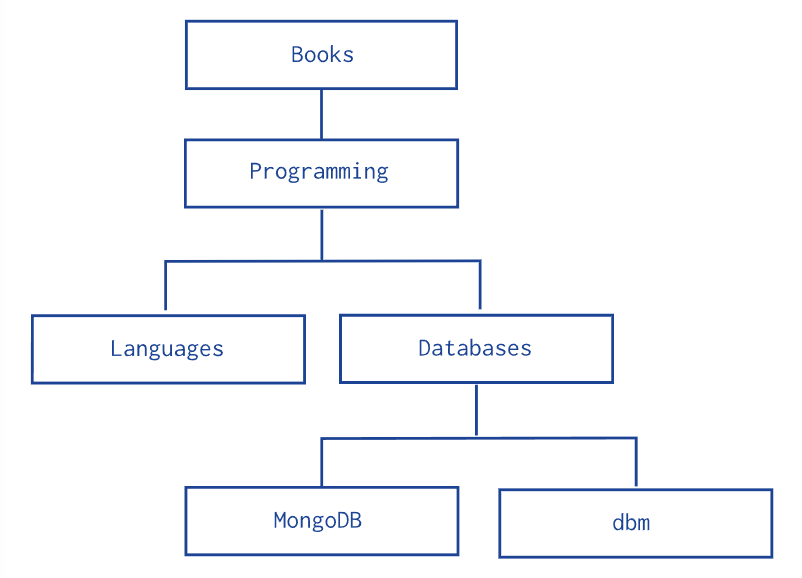 Books
Programming
Languages
Databases
MongoDB
dbm